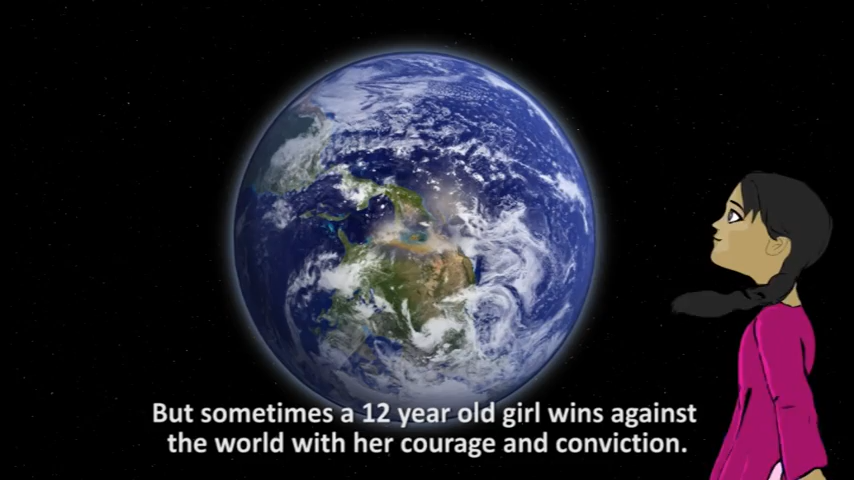 But sometimes a 12 year old girl wins against
the world with her courage and conviction.